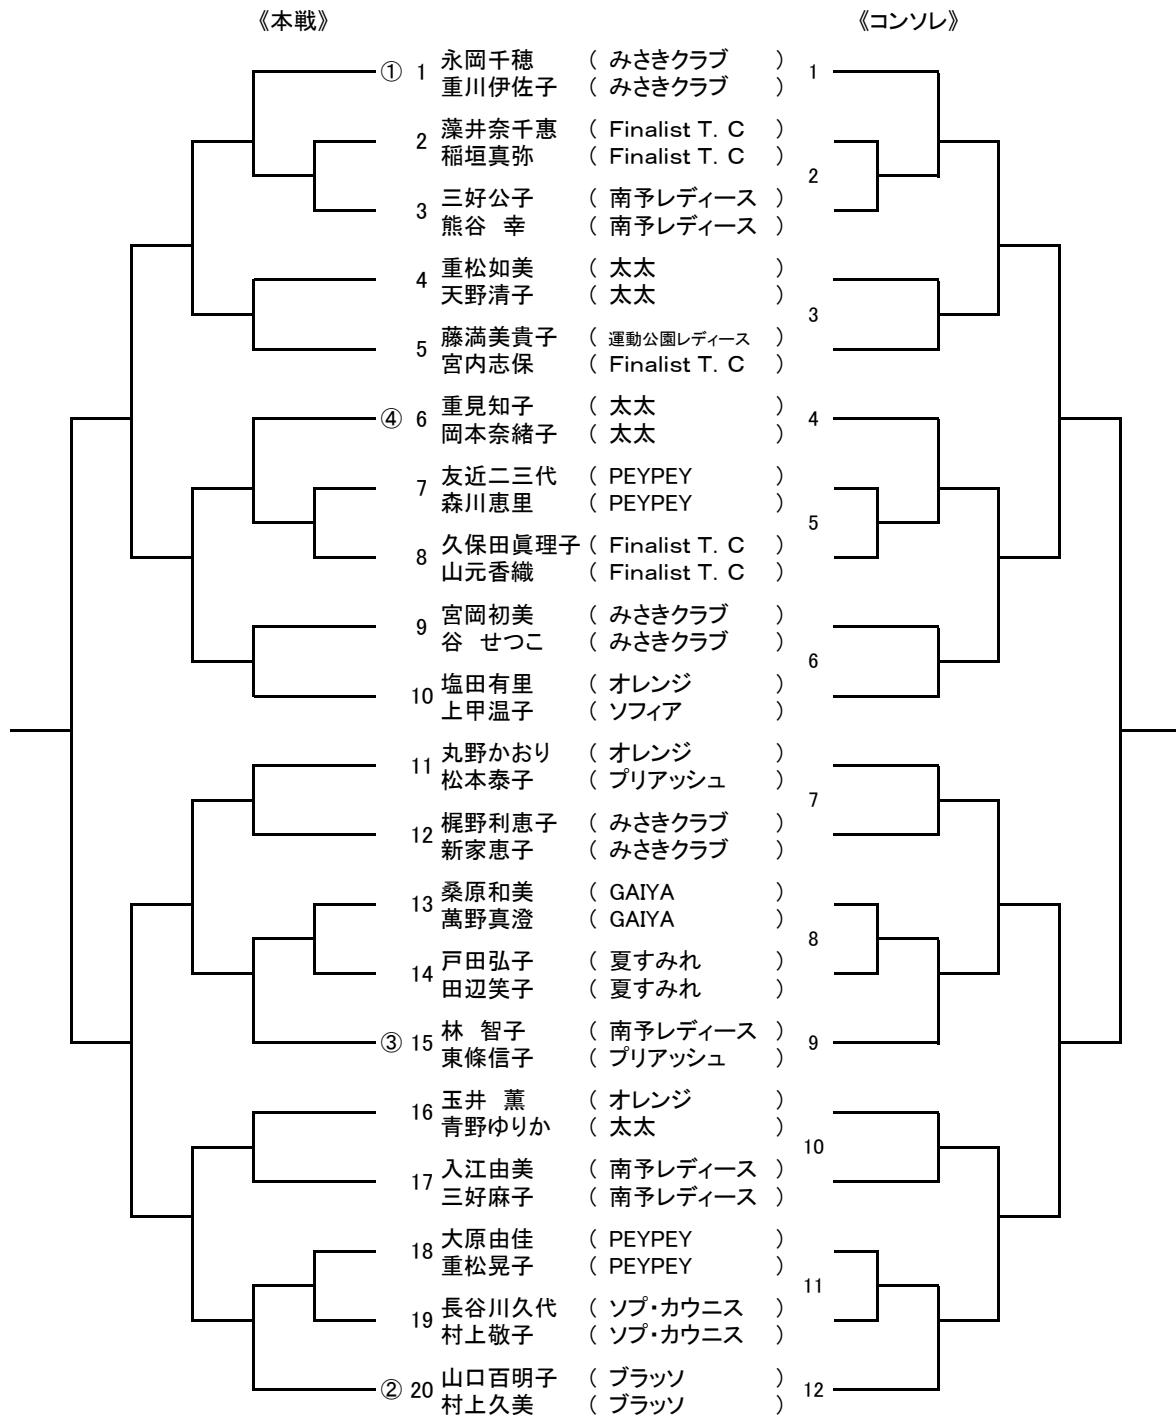 《本戦》 《コンソレ》
① 1 永岡千穂 ( みさきクラブ ) 1
重川伊佐子 ( みさきクラブ )
2 藻井奈千惠 ( Finalist T. C )
稲垣真弥 ( Finalist T. C ) 2
3 三好公子 ( 南予レディース )
熊谷 幸 ( 南予レディース )
4 重松如美 ( 太太 )
天野清子 ( 太太 ) 3
5 藤満美貴子 ( 運動公園レディース )
宮内志保 ( Finalist T. C )
④ 6 重見知子 ( 太太 ) 4
岡本奈緒子 ( 太太 )
7 友近二三代 ( PEYPEY )
森川恵里 ( PEYPEY ) 5
8 久保田眞理子 ( Finalist T. C )
山元香織 ( Finalist T. C )
9 宮岡初美 ( みさきクラブ )
谷 せつこ ( みさきクラブ ) 6
10 塩田有里 ( オレンジ )
上甲温子 ( ソフィア )
11 丸野かおり ( オレンジ )
松本泰子 ( プリアッシュ ) 7
12 梶野利恵子 ( みさきクラブ )
新家恵子 ( みさきクラブ )
13 桑原和美 ( GAIYA )
萬野真澄 ( GAIYA ) 8
14 戸田弘子 ( 夏すみれ )
田辺笑子 ( 夏すみれ )
③ 15 林 智子 ( 南予レディース ) 9
東條信子 ( プリアッシュ )
16 玉井 薫 ( オレンジ )
青野ゆりか ( 太太 ) 10
17 入江由美 ( 南予レディース )
三好麻子 ( 南予レディース )
18 大原由佳 ( PEYPEY )
重松晃子 ( PEYPEY ) 11
19 長谷川久代 ( ソプ・カウニス )
村上敬子 ( ソプ・カウニス )
② 20 山口百明子 ( ブラッソ ) 12
村上久美 ( ブラッソ )